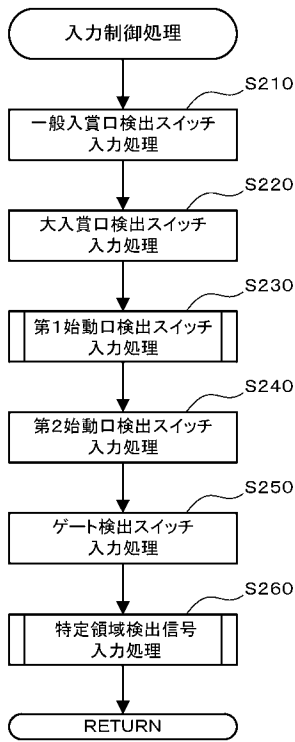 入力制御処理
S210
一般入賞口検出スイッチ
入力処理
S220
大入賞口検出スイッチ
入力処理
S230
第1始動口検出スイッチ
入力処理
S240
第2始動口検出スイッチ
入力処理
S250
ゲート検出スイッチ
入力処理
S260
特定領域検出信号
入力処理
RETURN